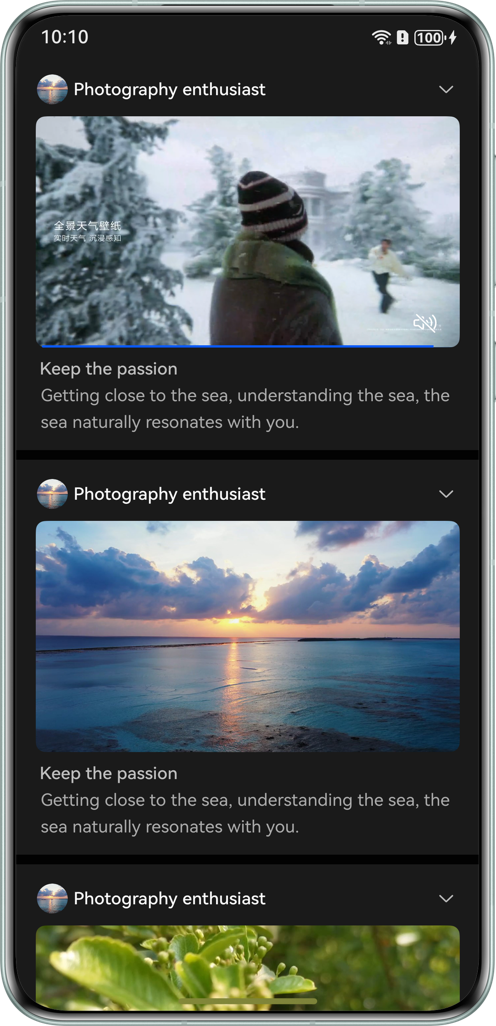 10:10
100
Photography enthusiast
全景天气壁纸
实时天气 沉浸感知
Keep the passion
Getting close to the sea, understanding the sea, the
sea naturally resonates with you.
Photography enthusiast
Keep the passion
Getting close to the sea, understanding the sea, the
sea naturally resonates with you.
Photography enthusiast